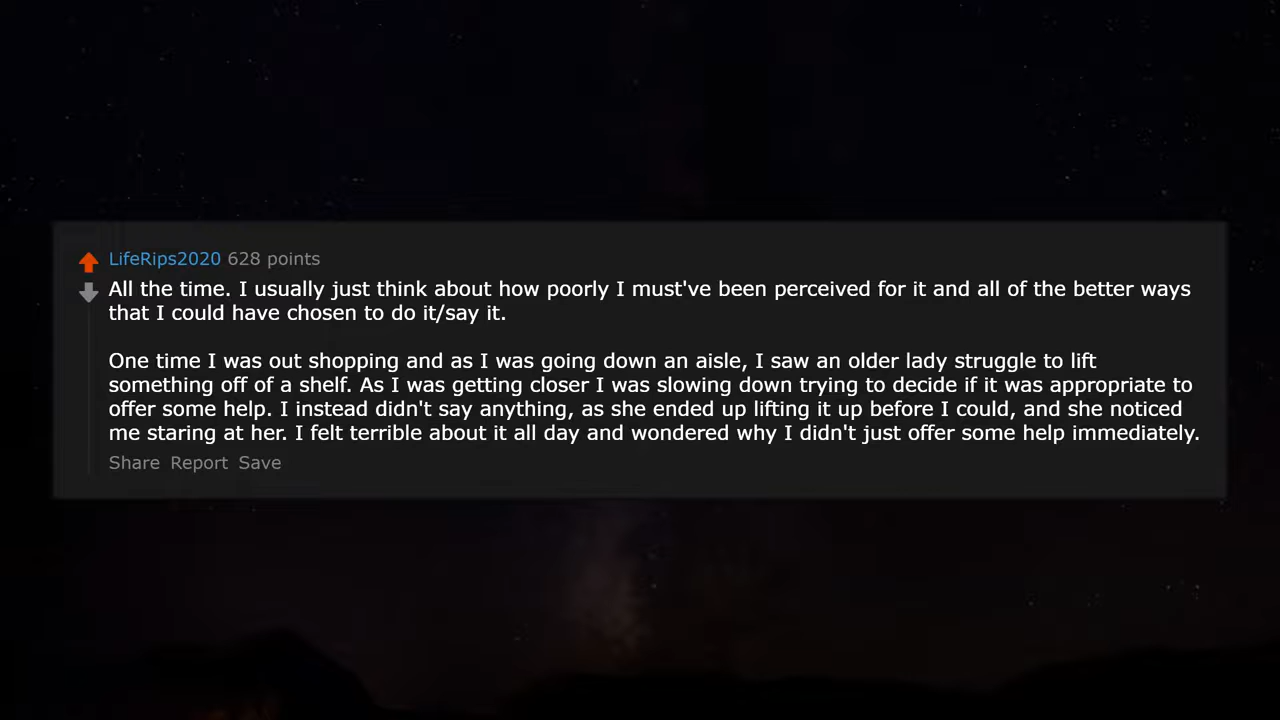 LifeRips2020 628 points
All the time. I usually just think about how poorly I must've been perceived for it and all of the better ways
that I could have chosen to do it/say it.
One time I was out shopping and as I was going down an aisle, I saw an older lady struggle to lift
something off of a shelf. As I was getting closer I was slowing down trying to decide if it was appropriate to
offer some help. I instead didn't say anything, as she ended up lifting it up before I could, and she noticed
me staring at her. I felt terrible about it all day and wondered why I didn't just offer some help immediately.
Share Report Save